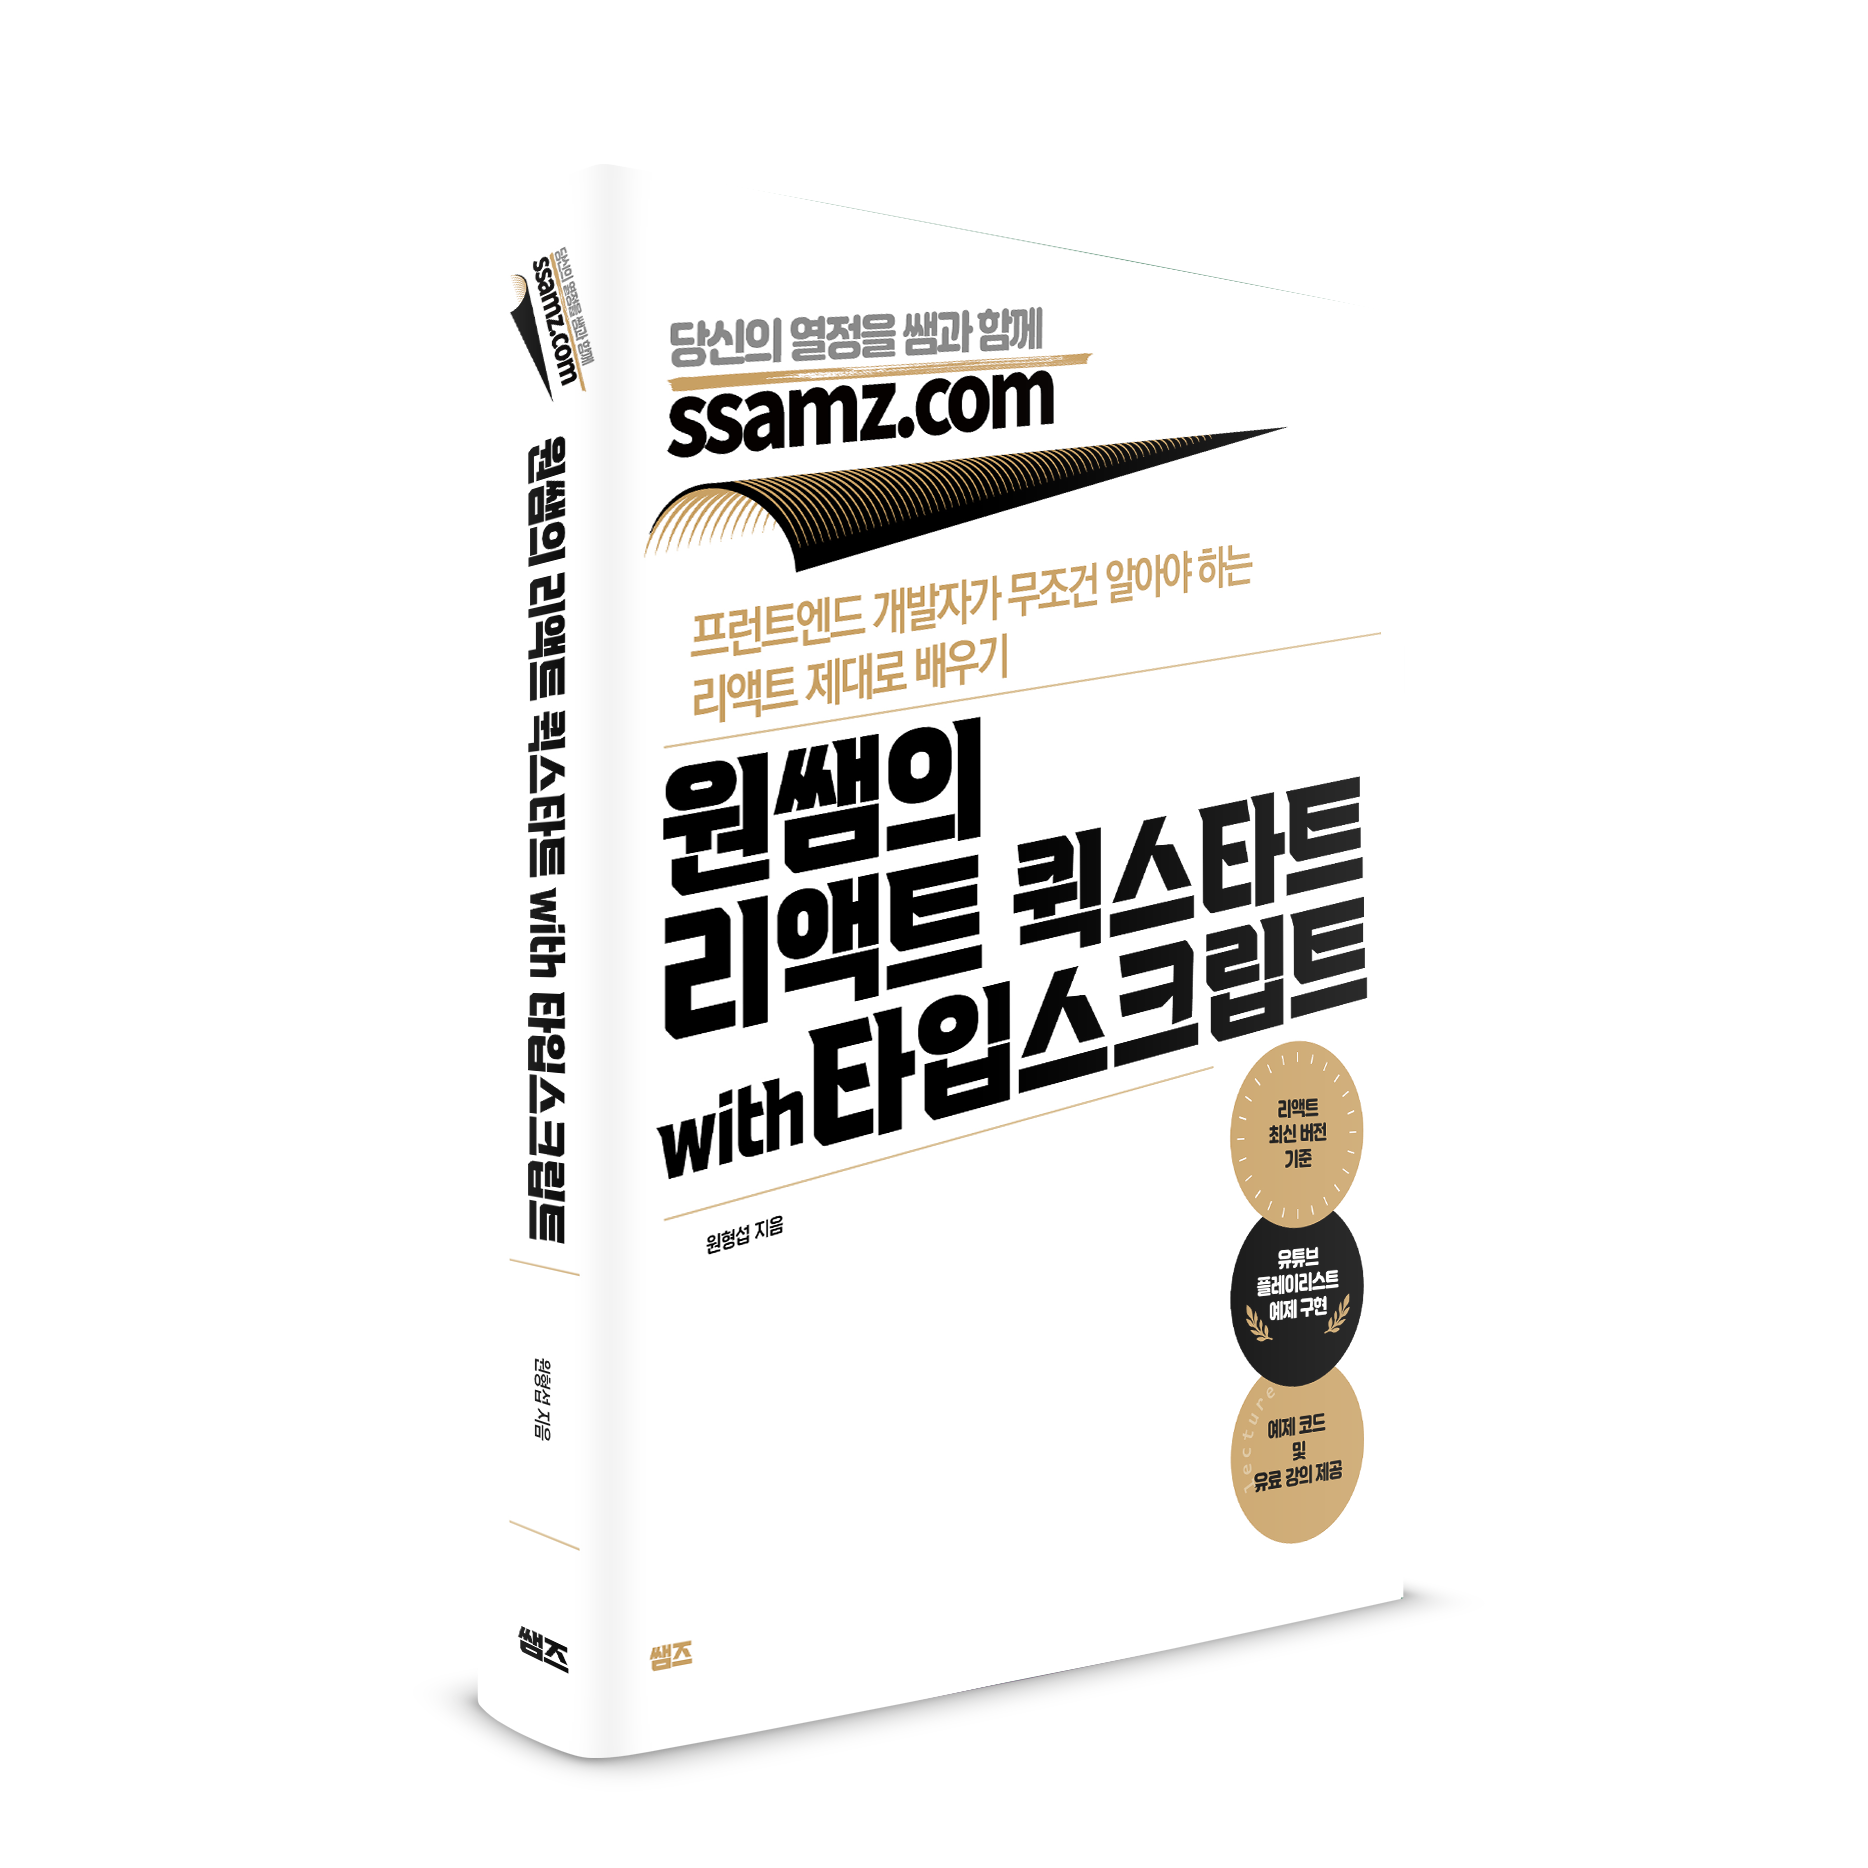 당신의 열정을 쌤과 함께
ssamz.com
원쌤의 리액트 퀵스타트 with 타입스크립트
원형섭 지음
쌤즈
당신의 열정을 쌤과 함께
ssamz.com
프런트엔드 개발자가 무조건 알아야 하는
리액트 제대로 배우기
원쌤의
리액트 퀵스타트
with 타입스크립트
원형섭 지음
리액트
최신 버전
기준
유튜브
플레이리스트
예제 구현
lecture
예제 코드
및
유료 강의 제공
쌤즈